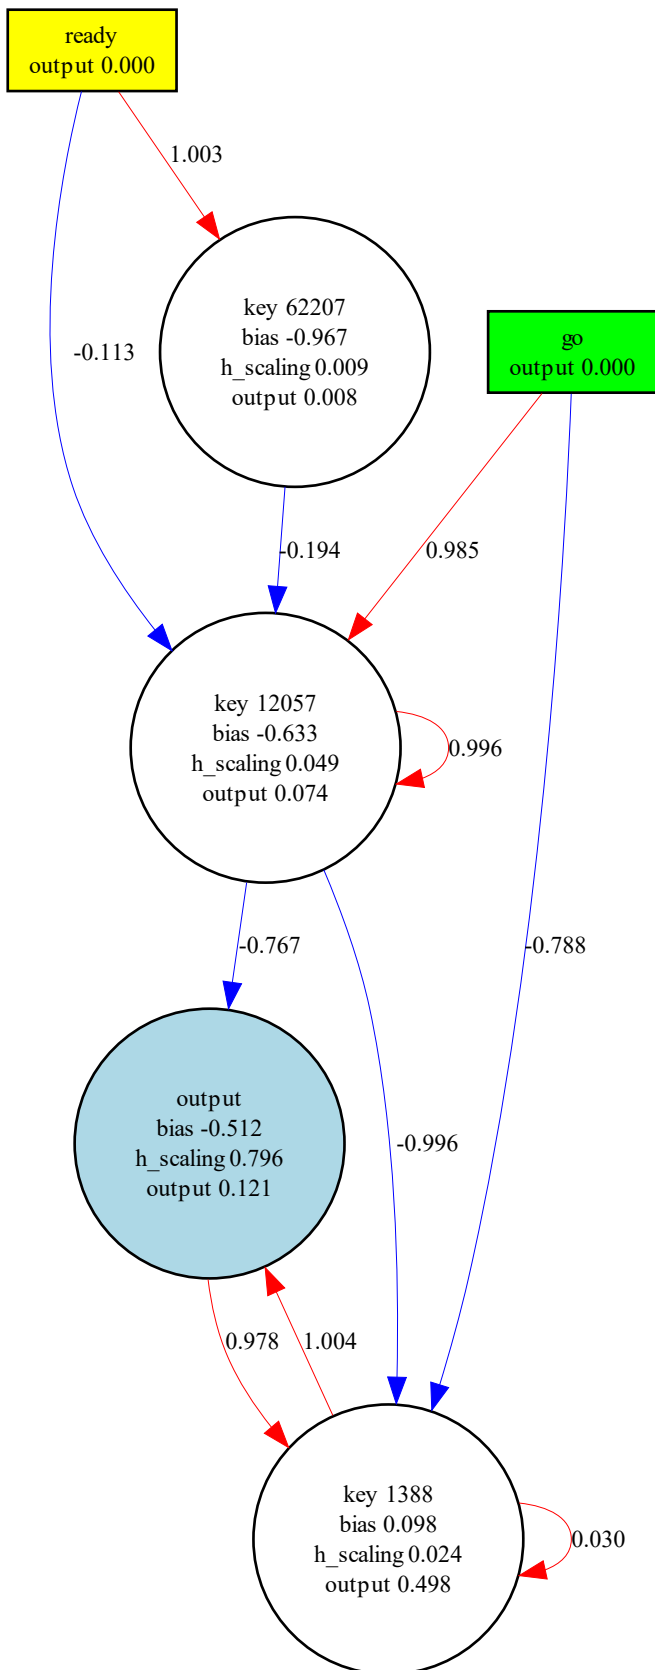 ready
output 0.000
1.003
key 62207
bias -0.967
h_scaling 0.009
output 0.008
go
output 0.000
-0.113
-0.194
0.985
key 12057
bias -0.633
h_scaling 0.049
output 0.074
0.996
-0.767
-0.788
output
bias -0.512
h_scaling 0.796
output 0.121
-0.996
0.978
1.004
key 1388
bias 0.098
h_scaling 0.024
output 0.498
0.030